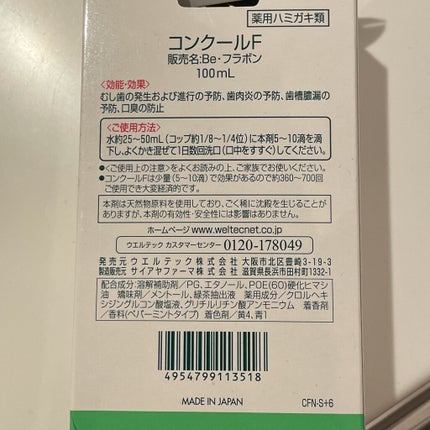 薬用ハミガキ類
コンクールF
販売名:Be・フラボン
100mL
〈効能・効果〉
むし歯の発生および進行の予防、歯肉炎の予防、歯槽膿漏の
予防、口臭の防止
〈ご使用方法〉
水約25～50mL(コップ約1/8～1/4位)に本剤5～10滴を滴
下し、よくかき混ぜて1日数回洗口(口中をすすぐ)してください。
●〈ご使用上の注意〉をよくお読みの上、ご家族でお使いください。
●コンクールFは少量(5～10滴)で効果があるので約360～700回
ご使用でき大変経済的です。
本剤は天然物原料を使用しており、ごく稀に沈殿を生じることが
ありますが、本剤の有効性・安全性には影響はありません。
ホームページ www.weltecnet.co.jp
ウエルテック カスタマーセンター 0120-178049
発売元 ウエルテック株式会社 大阪市北区豊崎3-19-3
製造販売元 サイアヤファーマ株式会社 滋賀県長浜市田村町1332-1
配合成分:溶解補助剤/PG、エタノール、POE(60)硬化ヒマシ
油 矯味剤/メントール、緑茶抽出液 薬用成分/クロルヘキ
シジングルコン酸塩液、グリチルリチン酸アンモニウム 着香剤
/香料(ペパーミントタイプ) 着色剤/黄4、青1
4954799113518
MADE IN JAPAN
CFN-S+6